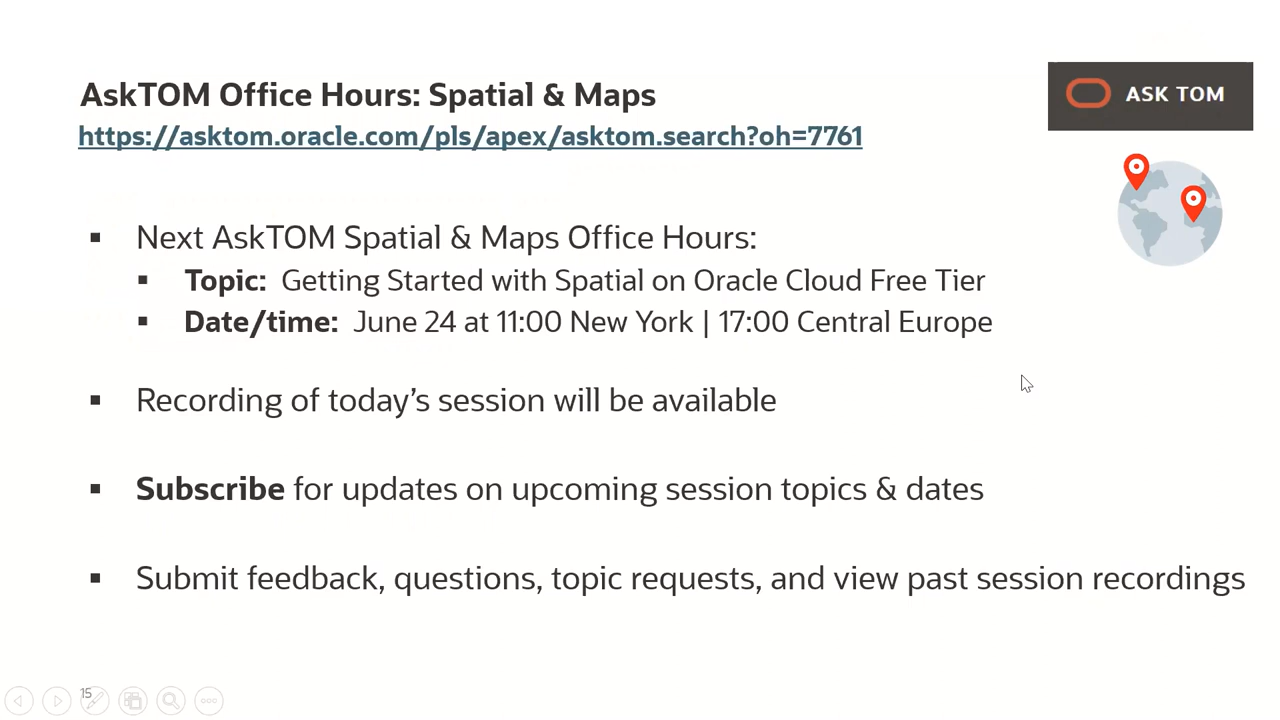 AskTOM Office Hours: Spatial & Maps
https://asktom.oracle.com/pls/apex/asktom.search?oh=7761
ASK TOM
▪ Next AskTOM Spatial & Maps Office Hours:
▪ Topic: Getting Started with Spatial on Oracle Cloud Free Tier
▪ Date/time: June 24 at 11:00 New York | 17:00 Central Europe
▪ Recording of today’s session will be available
▪ Subscribe for updates on upcoming session topics & dates
▪ Submit feedback, questions, topic requests, and view past session recordings
15